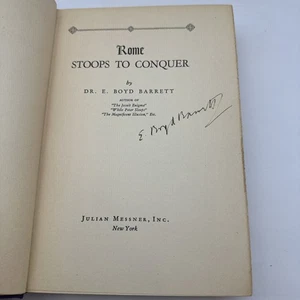 Rome
STOOPS TO CONQUER
by
DR. E. BOYD BARRETT
AUTHOR OF
"The Jesuit Enigma"
"While Peter Sleeps"
"The Magnificent Illusion," Etc.
E Boyd Barrett
JULIAN MESSNER, INC.
New York